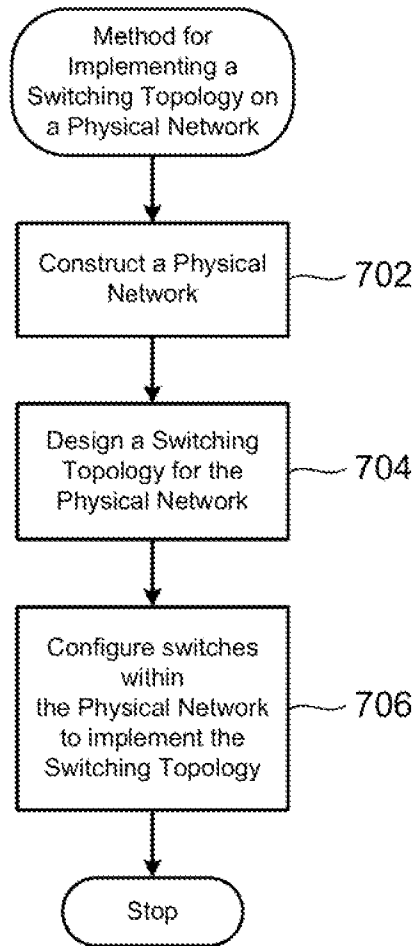 Method for
Implementing a
Switching Topology on
a Physical Network
Construct a Physical
Network
702
Design a Switching
Topology for the
Physical Network
704
Configure switches
within
the Physical Network
to implement the
Switching Topology
706
Stop